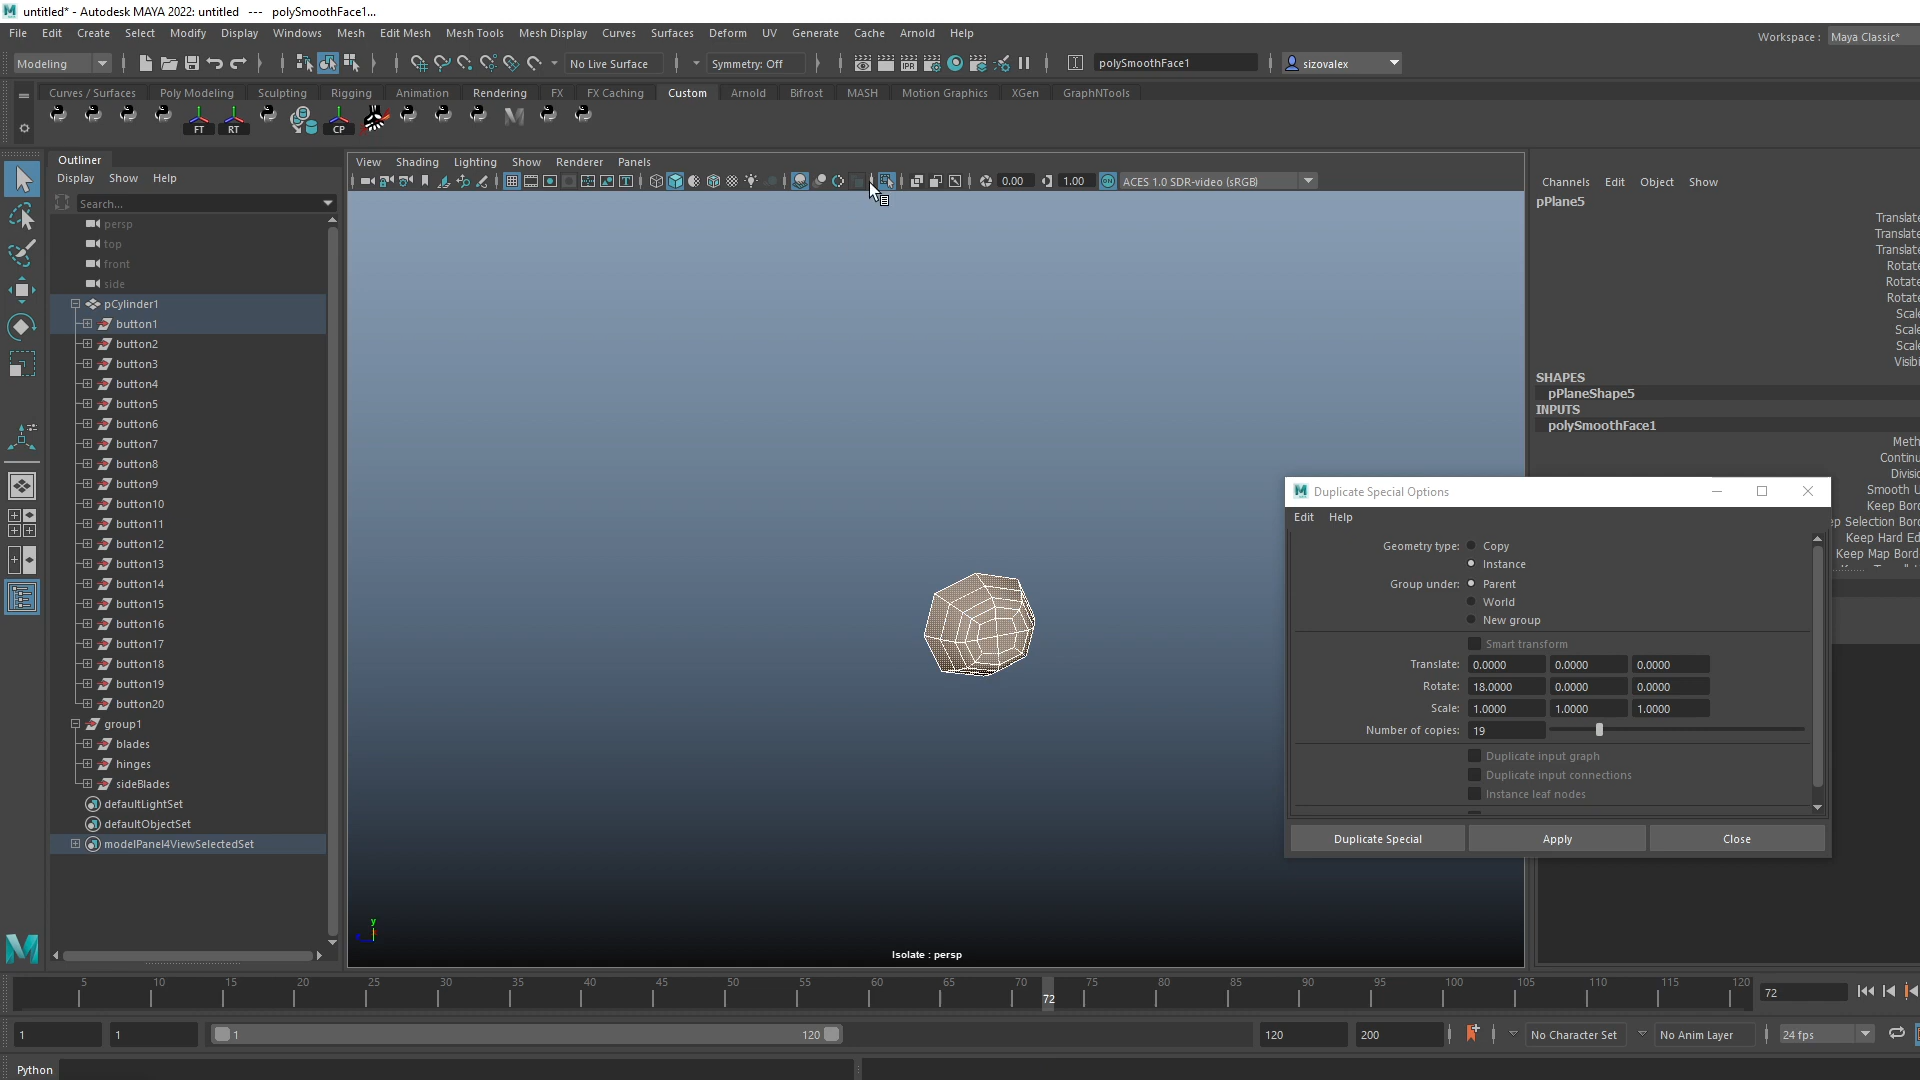 untitled* - Autodesk MAYA 2022: untitled   ---   polySmoothFace1...
File Edit Create Select Modify Display Windows Mesh Edit Mesh Mesh Tools Mesh Display Curves Surfaces Deform UV Generate Cache Arnold Help
Workspace : Maya Classic*
Modeling No Live Surface Symmetry: Off IPR polySmoothFace1 sizovalex
Curves / Surfaces Poly Modeling Sculpting Rigging Animation Rendering FX FX Caching Custom Arnold Bifrost MASH Motion Graphics XGen GraphNTools
FT RT CP
Outliner
Display Show Help
Search...
persp
top
front
side
pCylinder1
button1
button2
button3
button4
button5
button6
button7
button8
button9
button10
button11
button12
button13
button14
button15
button16
button17
button18
button19
button20
group1
blades
hinges
sideBlades
defaultLightSet
defaultObjectSet
modelPanel4ViewSelectedSet
View Shading Lighting Show Renderer Panels
0.00 1.00 ON ACES 1.0 SDR-video (sRGB)
y
Isolate : persp
Channels Edit Object Show
pPlane5
Translate
Translate
Translate
Rotate
Rotate
Rotate
Scale
Scale
Scale
Visibi
SHAPES
pPlaneShape5
INPUTS
polySmoothFace1
Meth
Continu
Divisio
Smooth U
Keep Bord
p Selection Bord
Keep Hard Ed
Keep Map Bord
Duplicate Special Options
Edit Help
Geometry type: Copy
Instance
Group under: Parent
World
New group
Smart transform
Translate: 0.0000 0.0000 0.0000
Rotate: 18.0000 0.0000 0.0000
Scale: 1.0000 1.0000 1.0000
Number of copies: 19
Duplicate input graph
Duplicate input connections
Instance leaf nodes
Duplicate Special Apply Close
5 10 15 20 25 30 35 40 45 50 55 60 65 70 72 75 80 85 90 95 100 105 110 115 120 72
1 1 1 120 120 200 No Character Set No Anim Layer 24 fps
Python